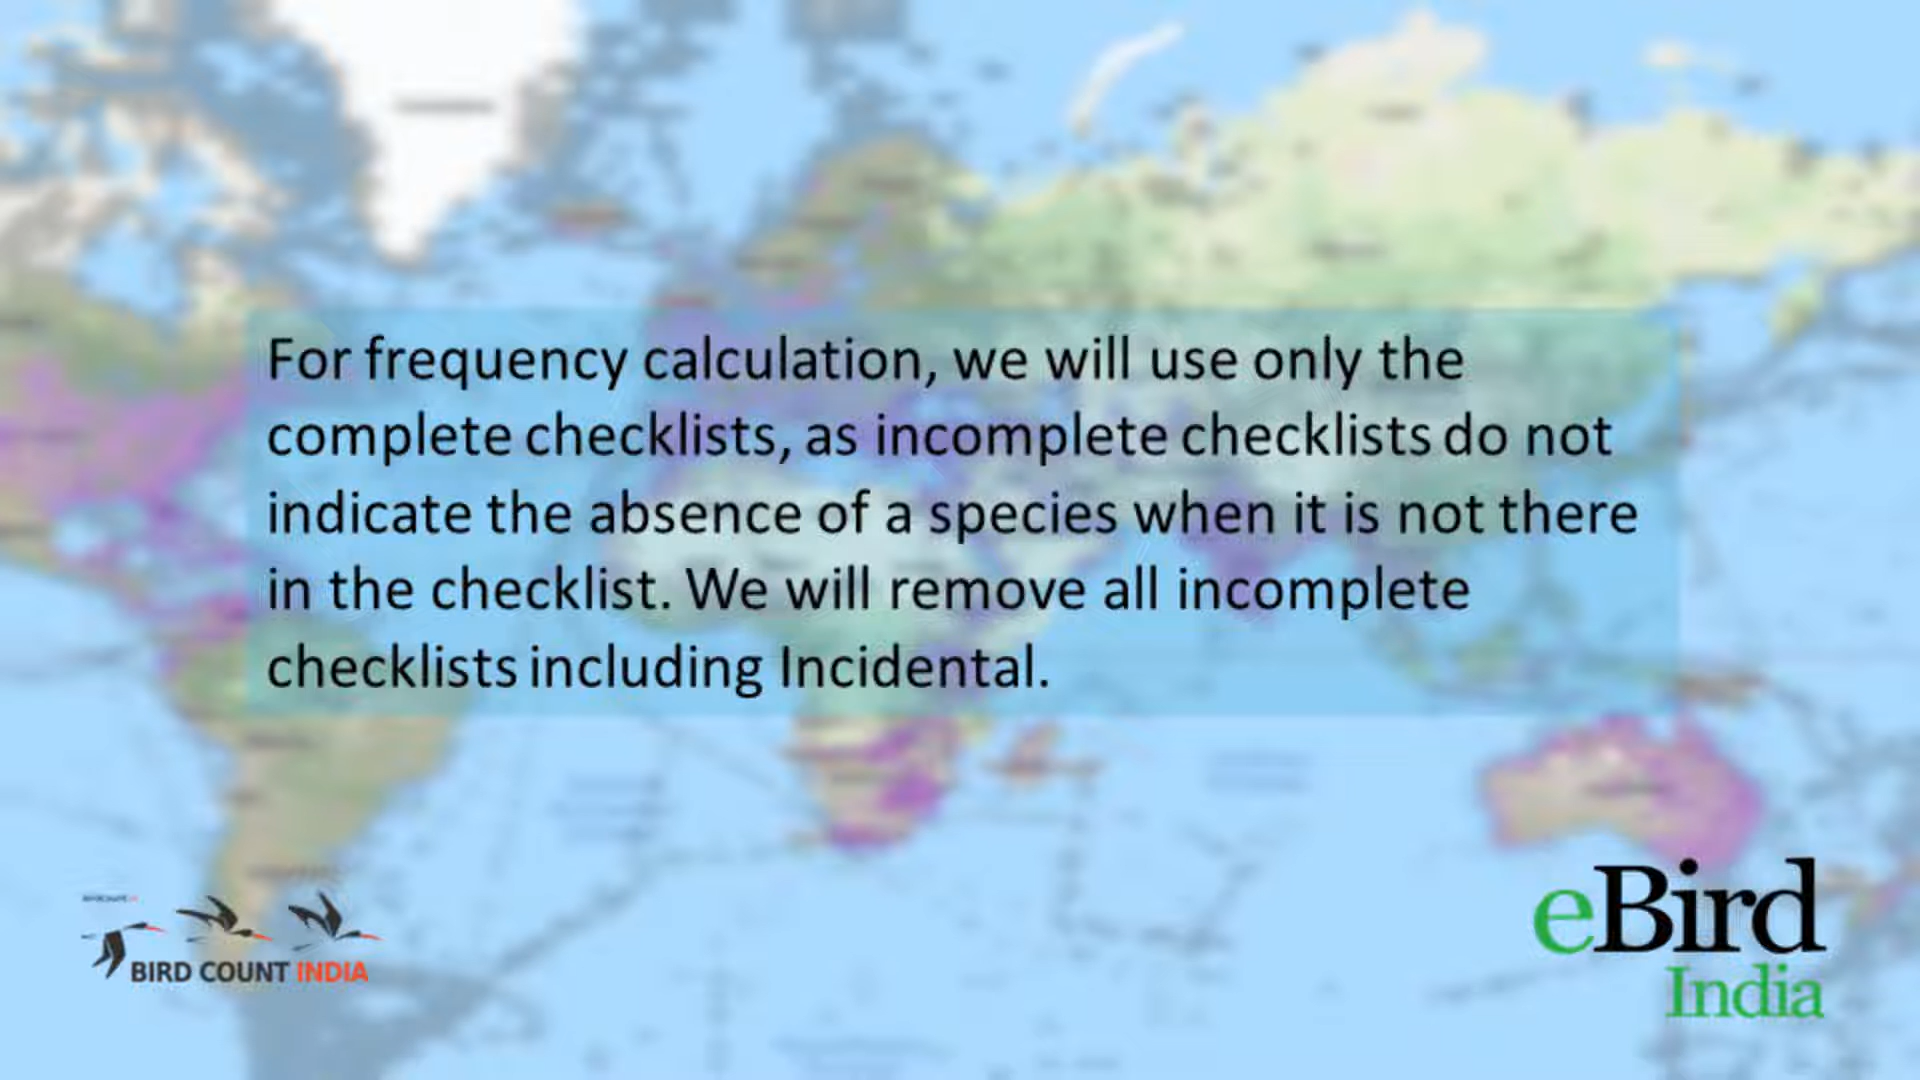 For frequency calculation, we will use only the
complete checklists, as incomplete checklists do not
indicate the absence of a species when it is not there
in the checklist. We will remove all incomplete
checklists including Incidental.
BIRD COUNT INDIA
eBird
India